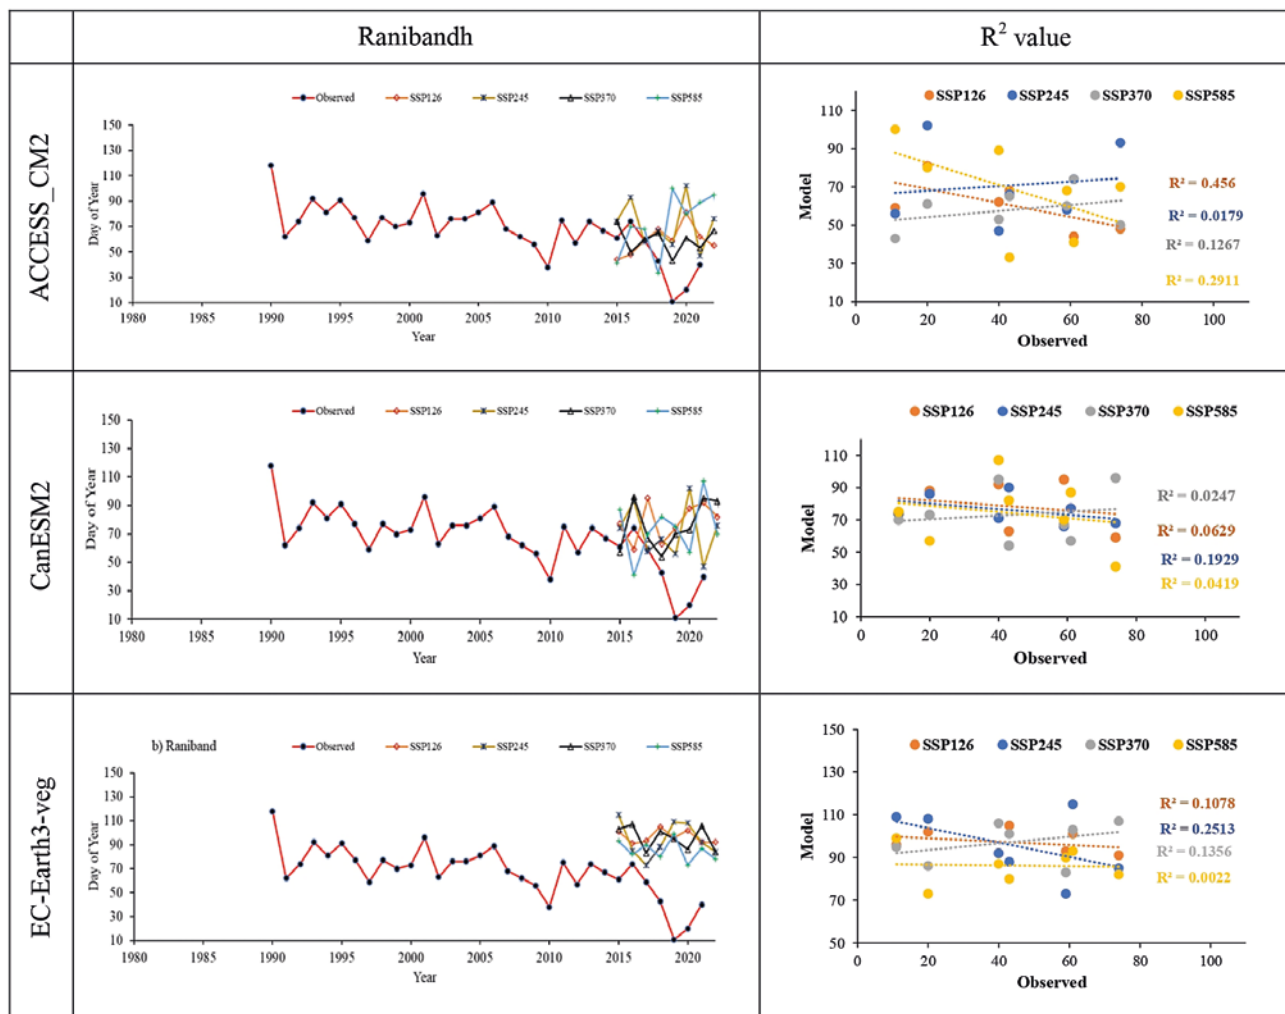 Ranibandh
R² value
ACCESS_CM2
Observed SSP126 SSP245 SSP370 SSP585
150
130
110
90
70
50
30
10
Day of Year
1980 1985 1990 1995 2000 2005 2010 2015 2020
Year
SSP126 SSP245 SSP370 SSP585
110
90
70
50
30
10
Model
R² = 0.456
R² = 0.0179
R² = 0.1267
R² = 0.2911
0 20 40 60 80 100
Observed
CanESM2
Observed SSP126 SSP245 SSP370 SSP585
150
130
110
90
70
50
30
10
Day of Year
1980 1985 1990 1995 2000 2005 2010 2015 2020
Year
SSP126 SSP245 SSP370 SSP585
110
90
70
50
30
10
Model
R² = 0.0247
R² = 0.0629
R² = 0.1929
R² = 0.0419
0 20 40 60 80 100
Observed
EC-Earth3-veg
b) Raniband
Observed SSP126 SSP245 SSP370 SSP585
150
130
110
90
70
50
30
10
Day of Year
1980 1985 1990 1995 2000 2005 2010 2015 2020
Year
SSP126 SSP245 SSP370 SSP585
150
130
110
90
70
50
Model
R² = 0.1078
R² = 0.2513
R² = 0.1356
R² = 0.0022
0 20 40 60 80 100
Observed